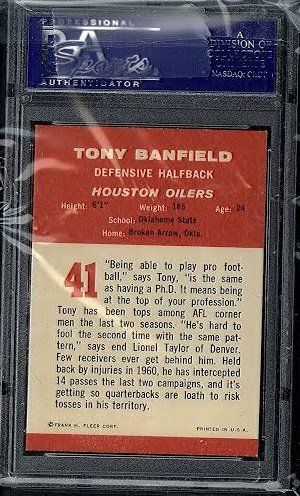 PSA
AUTHENTICATOR
A
DIVISION OF
NASDAQ: CLCT
TONY BANFIELD
DEFENSIVE HALFBACK
HOUSTON OILERS
Height: 6'1" Weight: 185 Age: 24
School: Oklahoma State
Home: Broken Arrow, Okla.
41
"Being able to play pro foot-
ball," says Tony, "is the same
as having a Ph.D. It means being
at the top of your profession."
Tony has been tops among AFL corner
men the last two seasons. "He's hard
to fool the second time with the same pat-
tern," says end Lionel Taylor of Denver.
Few receivers ever get behind him. Held
back by injuries in 1960, he has intercepted
14 passes the last two campaigns, and it's
getting so quarterbacks are loath to risk
tosses in his territory.
©FRANK H. FLEER CORP. PRINTED IN U.S.A.